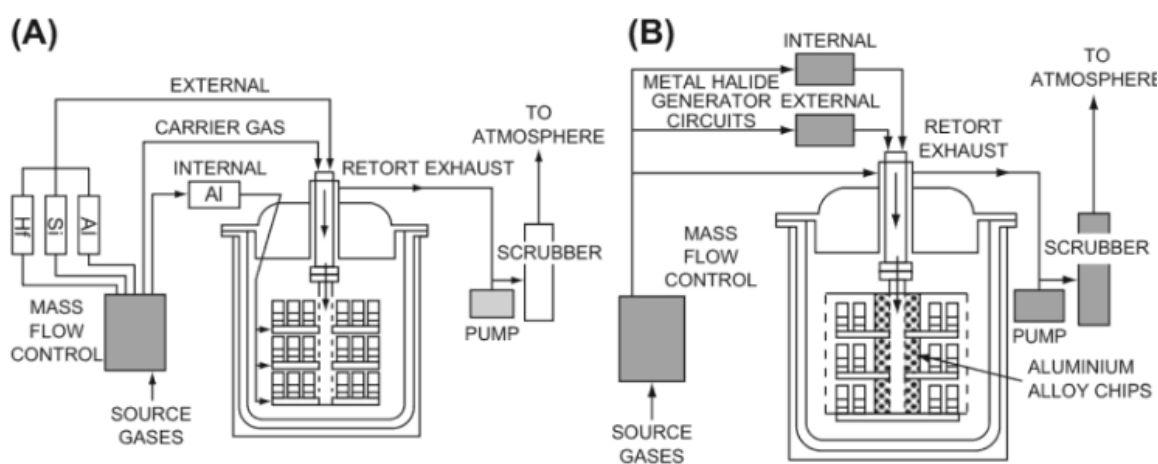 (A)
EXTERNAL
CARRIER GAS
INTERNAL
Al
Hf
Si
Al
MASS
FLOW
CONTROL
SOURCE
GASES
TO
ATMOSPHERE
RETORT EXHAUST
SCRUBBER
PUMP
(B)
INTERNAL
METAL HALIDE
GENERATOR EXTERNAL
CIRCUITS
TO
ATMOSPHERE
RETORT
EXHAUST
MASS
FLOW
CONTROL
SCRUBBER
PUMP
ALUMINIUM
ALLOY CHIPS
SOURCE
GASES